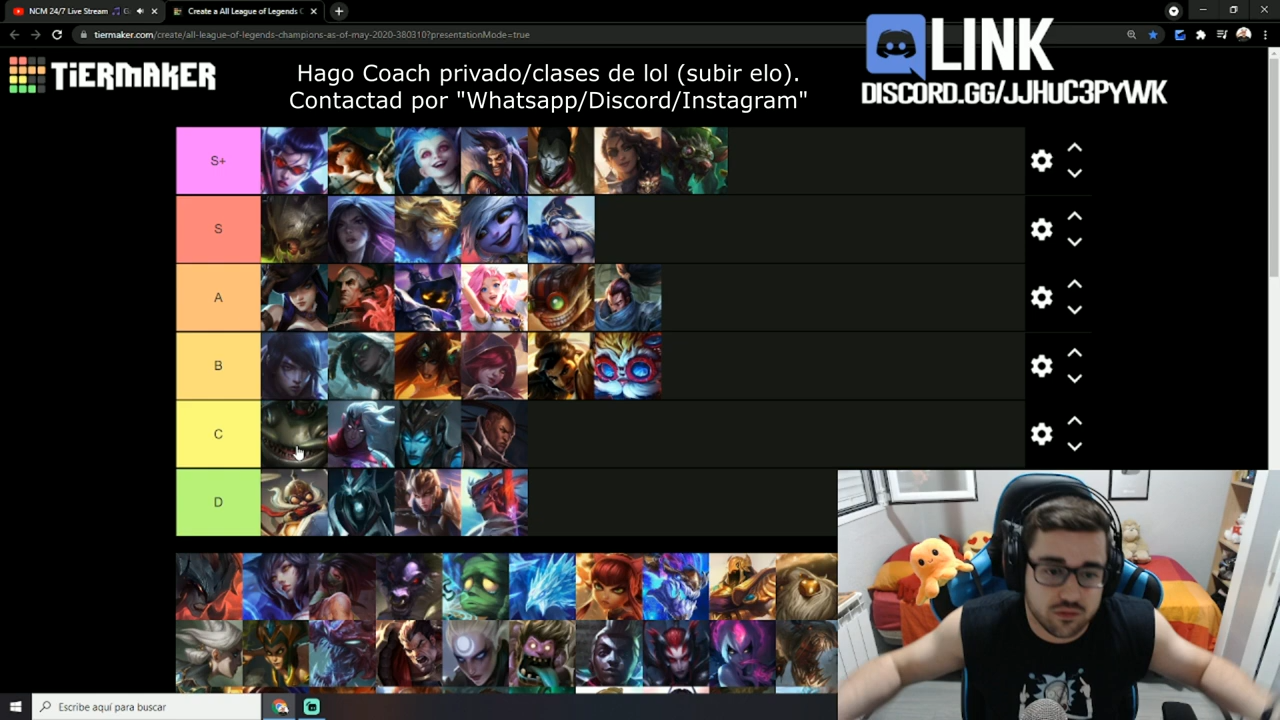 NCM 24/7 Live Stream
Create a All League of Legends C
tiermaker.com/create/all-league-of-legends-champions-as-of-may-2020-380310?presentationMode=true
TiERMAKER
Hago Coach privado/clases de lol (subir elo).
Contactad por "Whatsapp/Discord/Instagram"
LINK
DISCORD.GG/JJHUC3PYWK
S+
S
A
B
C
D
Escribe aquí para buscar